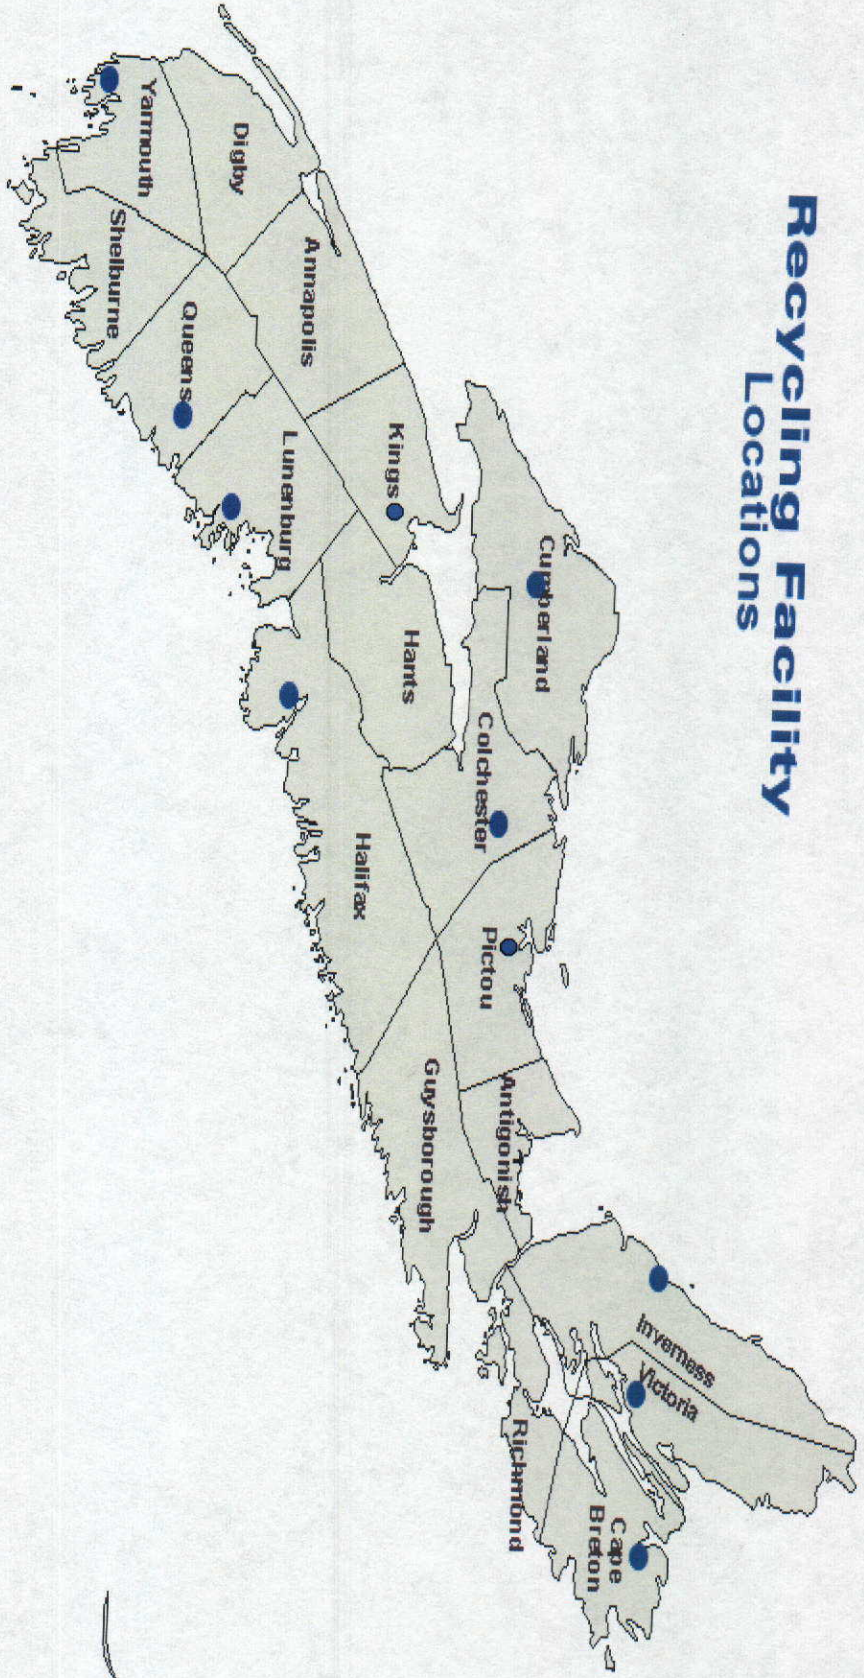 Recycling Facility
Locations
Cumberland
Inverness
Victoria
Cape
Breton
Colchester
Pictou
Antigonish
Richmond
Kings
Hants
Guysborough
Halifax
Annapolis
Digby
Lunenburg
Queens
Yarmouth
Shelburne